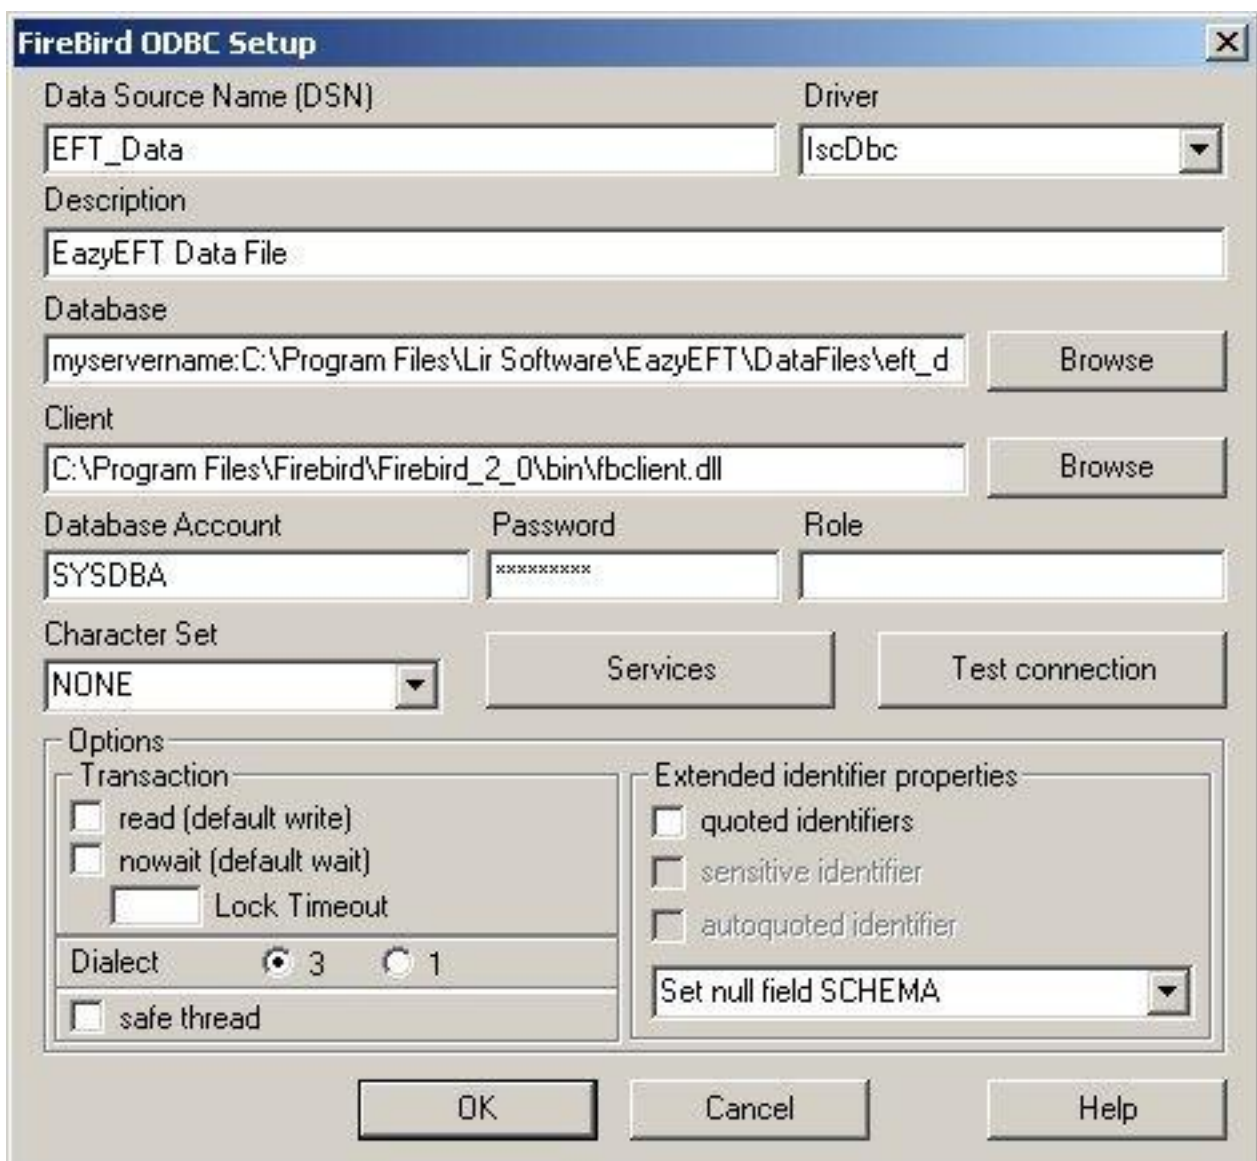 FireBird ODBC Setup
Data Source Name (DSN) Driver
EFT_Data IscDbc
Description
EazyEFT Data File
Database
myservername:C:\Program Files\Lir Software\EazyEFT\DataFiles\eft_d Browse
Client
C:\Program Files\Firebird\Firebird_2_0\bin\fbclient.dll Browse
Database Account Password Role
SYSDBA *********
Character Set
NONE Services Test connection
Options
Transaction Extended identifier properties
read (default write) quoted identifiers
nowait (default wait) sensitive identifier
Lock Timeout autoquoted identifier
Dialect 3 1
Set null field SCHEMA
safe thread
OK Cancel Help